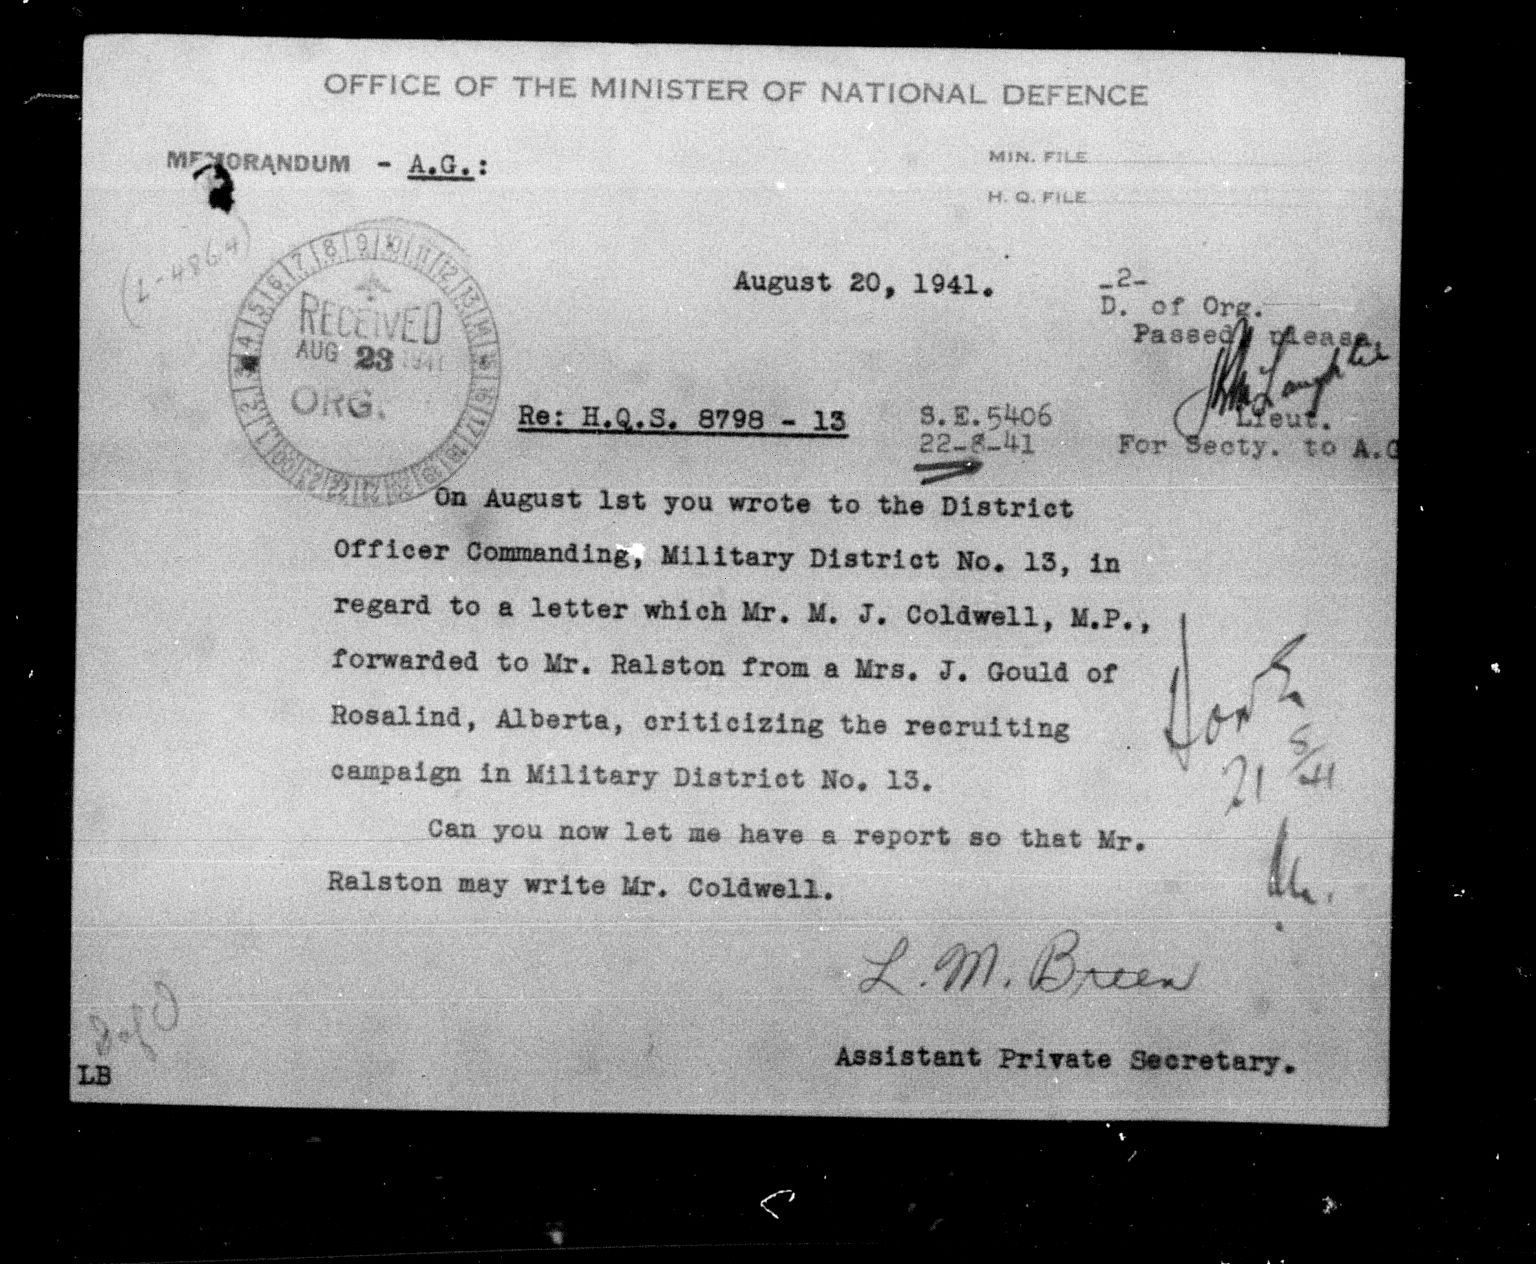 OFFICE OF THE MINISTER OF NATIONAL DEFENCE
MEMORANDUM - A.G.:
MIN. FILE
H. Q. FILE
(L-4864)
August 20, 1941.
-2-
D. of Org.
Passed please.
Lieut.
For Secty. to A.G
RECEIVED
AUG 23 1941
ORG.
Re: H.Q.S. 8798 - 13
S.E.5406
22-8-41
On August 1st you wrote to the District
Officer Commanding, Military District No. 13, in
regard to a letter which Mr. M. J. Coldwell, M.P.,
forwarded to Mr. Ralston from a Mrs. J. Gould of
Rosalind, Alberta, criticizing the recruiting
campaign in Military District No. 13.
Can you now let me have a report so that Mr.
Ralston may write Mr. Coldwell.
L. M. Breen
Assistant Private Secretary.
LB